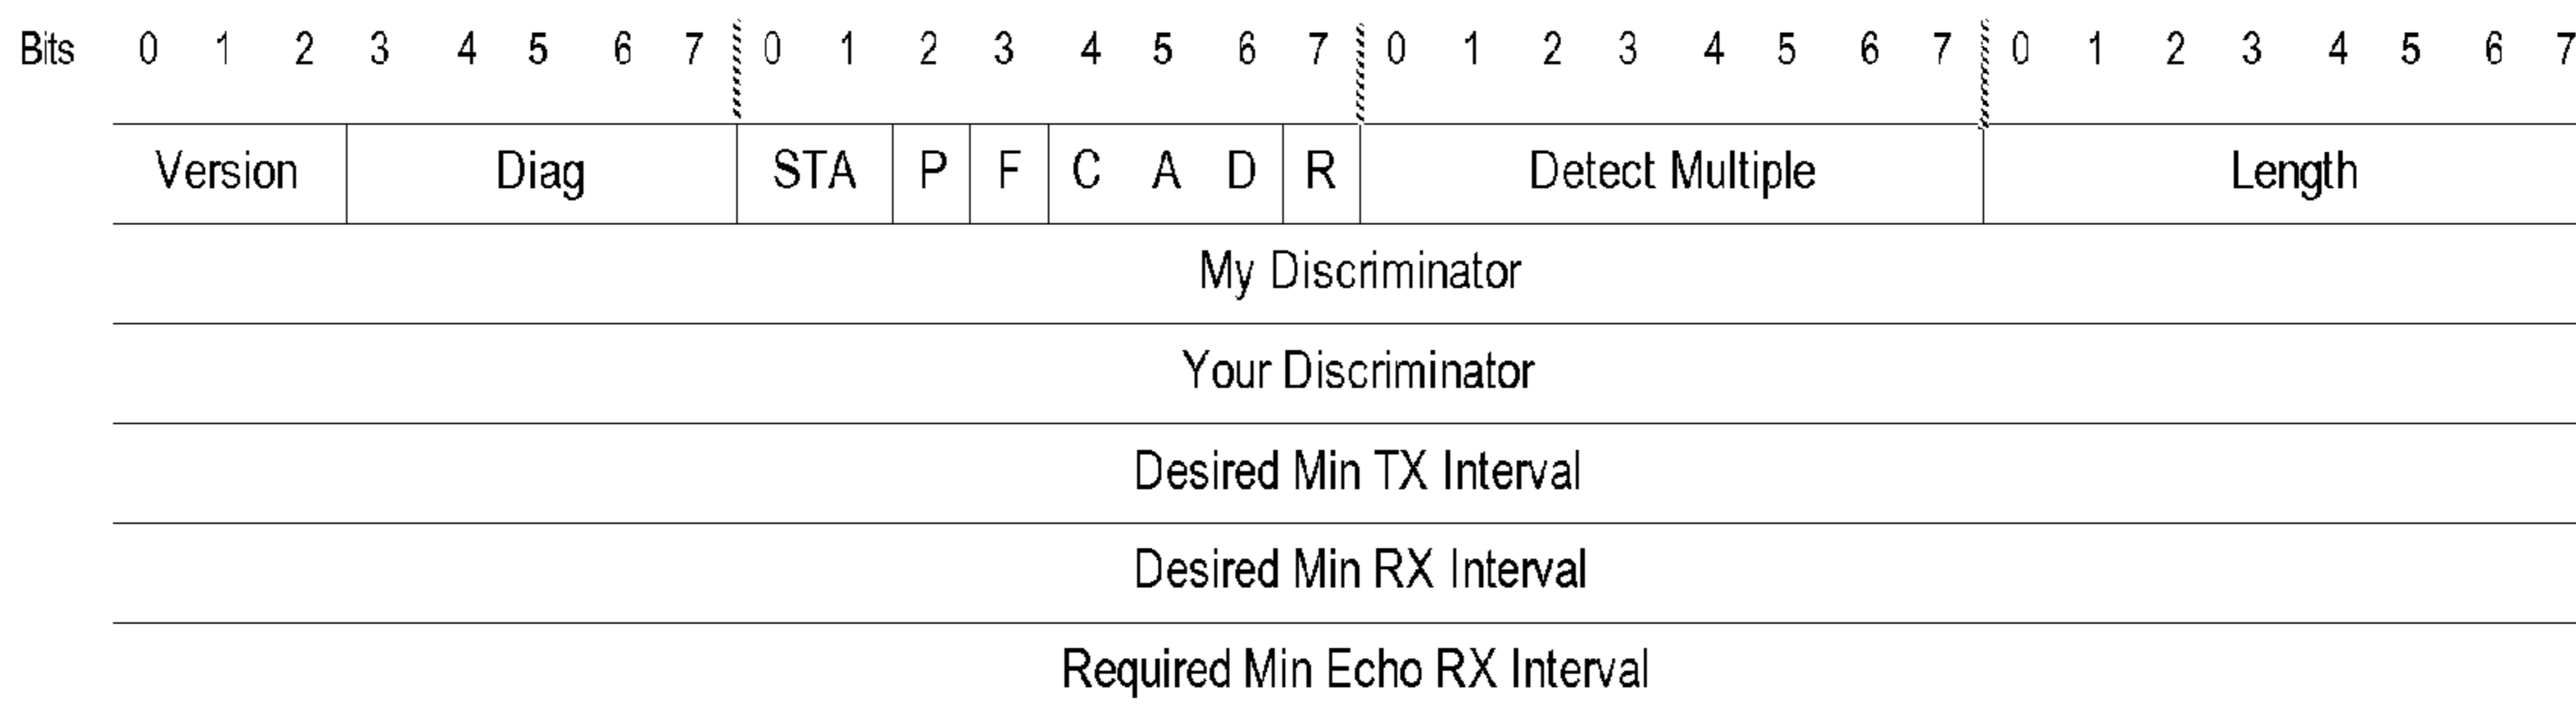 Bits 0 1 2 3 4 5 6 7 0 1 2 3 4 5 6 7 0 1 2 3 4 5 6 7 0 1 2 3 4 5 6 7
Version Diag STA P F C A D R Detect Multiple Length
My Discriminator
Your Discriminator
Desired Min TX Interval
Desired Min RX Interval
Required Min Echo RX Interval